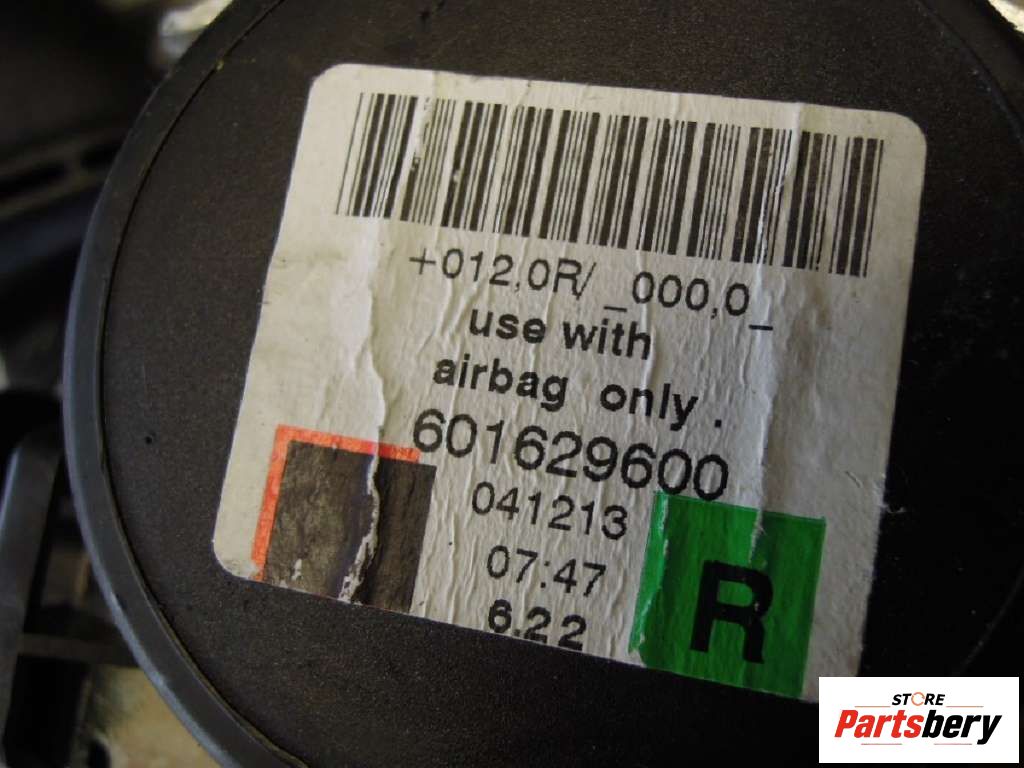 +012,0R/ _000,0_
use with
airbag only.
601629600
041213
07:47
6.22
R
STORE
Partsbery